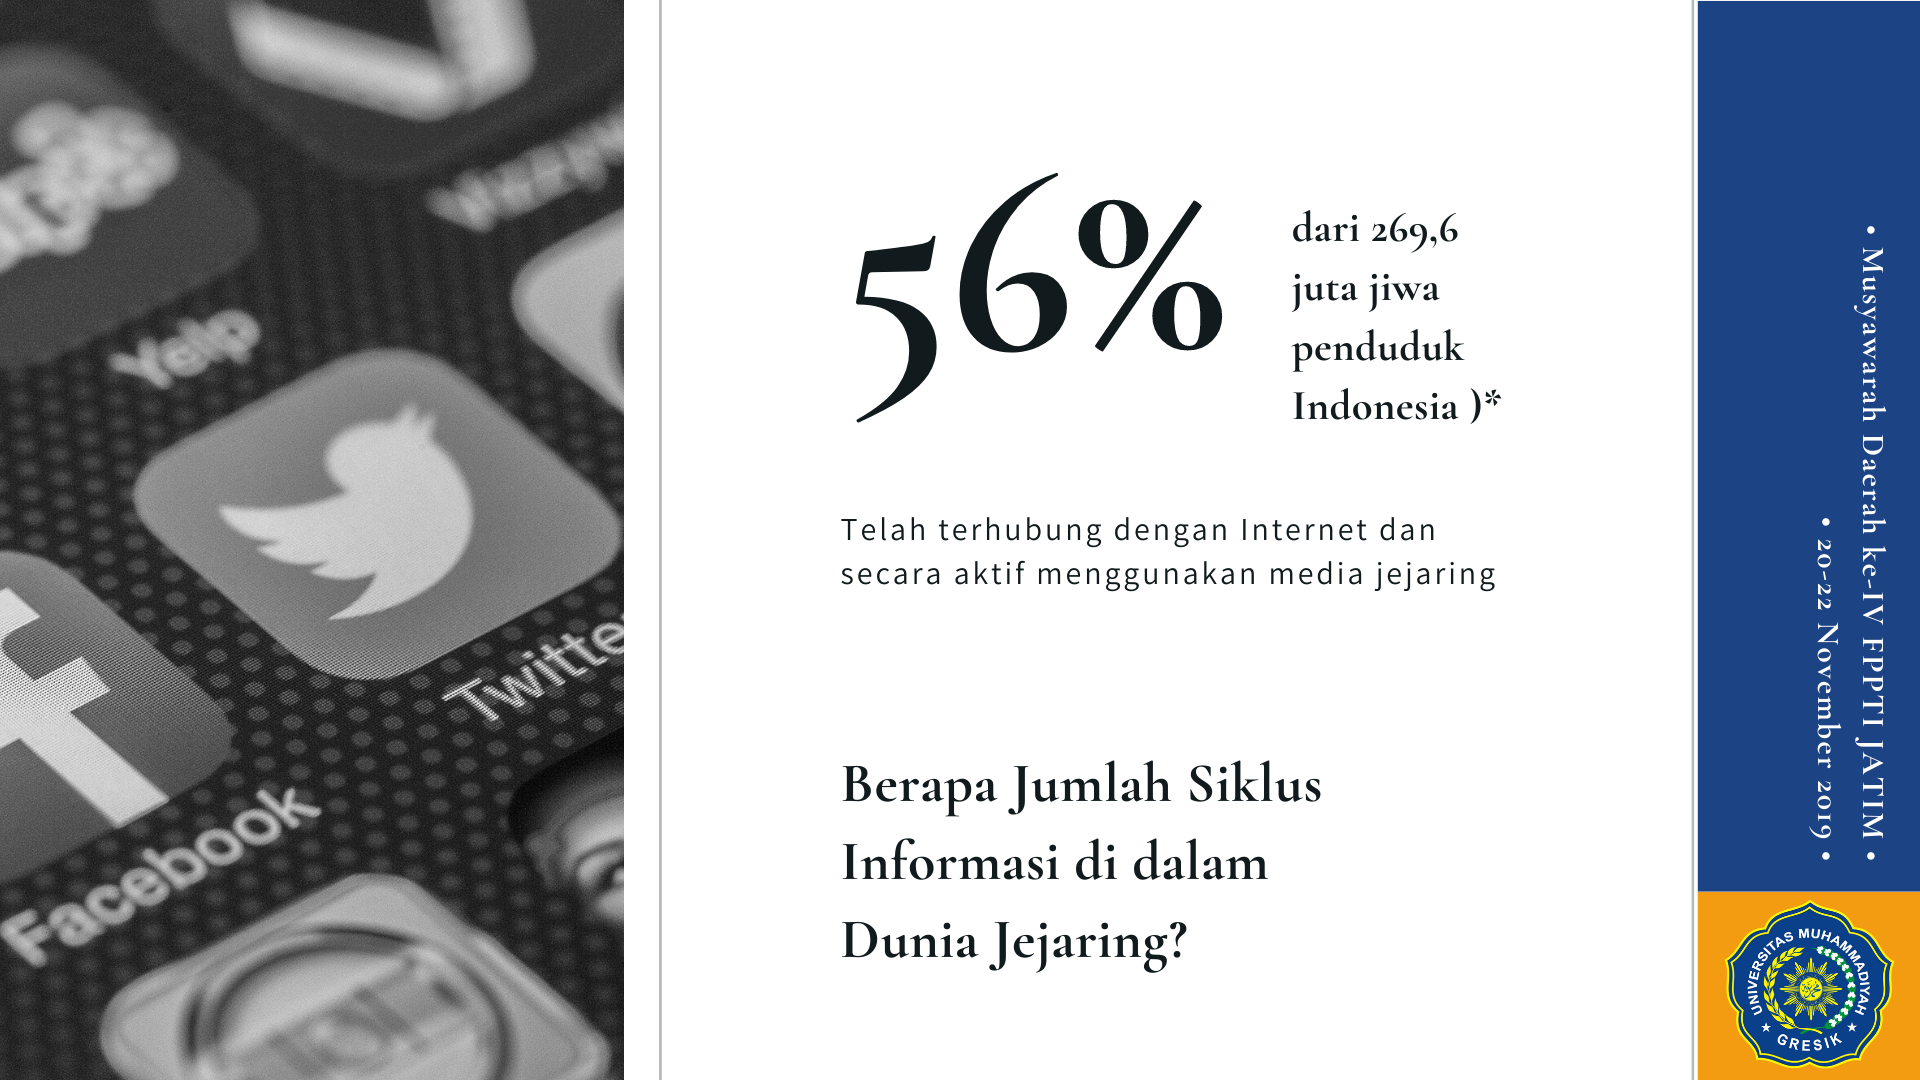 Yelp
Twitter
Facebook
56%
dari 269,6
juta jiwa
penduduk
Indonesia )*
Telah terhubung dengan Internet dan
secara aktif menggunakan media jejaring
Berapa Jumlah Siklus
Informasi di dalam
Dunia Jejaring?
• Musyawarah Daerah ke-IV FPPTI JATIM •
• 20-22 November 2019 •
UNIVERSITAS MUHAMMADIYAH
GRESIK